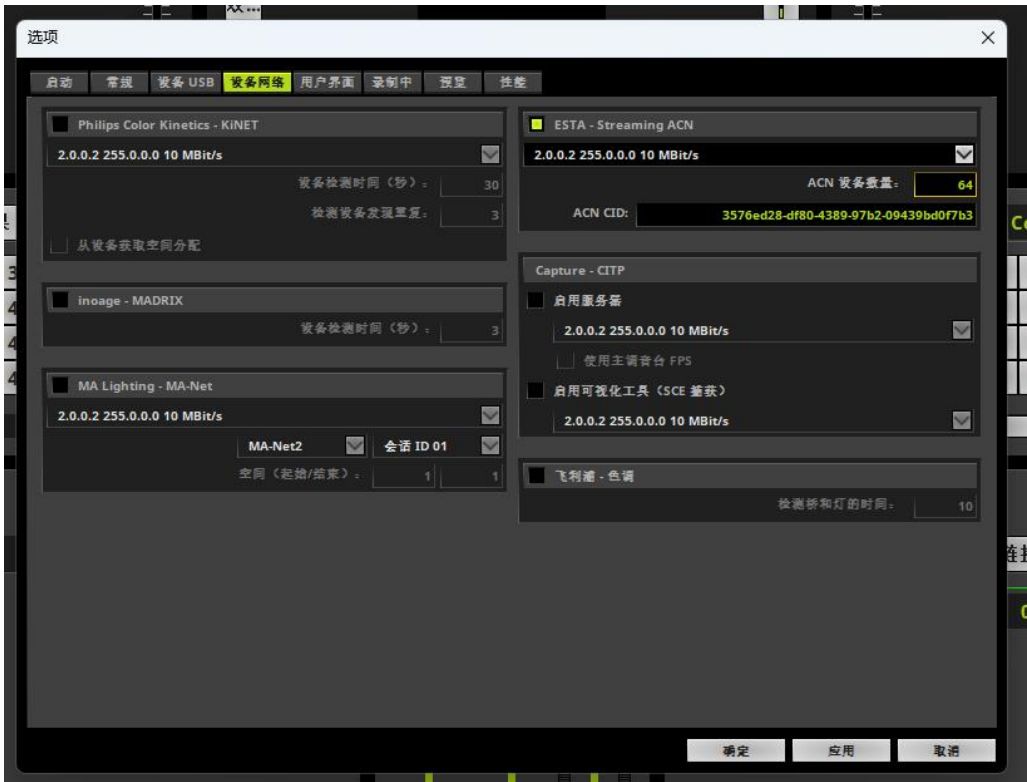 双...
选项
启动 常规 设备 USB 设备网络 用户界面 录制中 预览 性能
Philips Color Kinetics - KiNET
2.0.0.2 255.0.0.0 10 MBit/s
设备检测时间（秒）: 30
检测设备发现重复: 3
从设备获取空间分配
inoage - MADRIX
设备检测时间（秒）: 3
MA Lighting - MA-Net
2.0.0.2 255.0.0.0 10 MBit/s
MA-Net2 会话 ID 01
空间（起始/结束）: 1 1
ESTA - Streaming ACN
2.0.0.2 255.0.0.0 10 MBit/s
ACN 设备数量: 64
ACN CID: 3576ed28-df80-4389-97b2-09439bd0f7b3
Capture - CITP
启用服务器
2.0.0.2 255.0.0.0 10 MBit/s
使用主调音台 FPS
启用可视化工具（SCE 捕获）
2.0.0.2 255.0.0.0 10 MBit/s
飞利浦 - 色调
检测桥和灯的时间: 10
确定 应用 取消